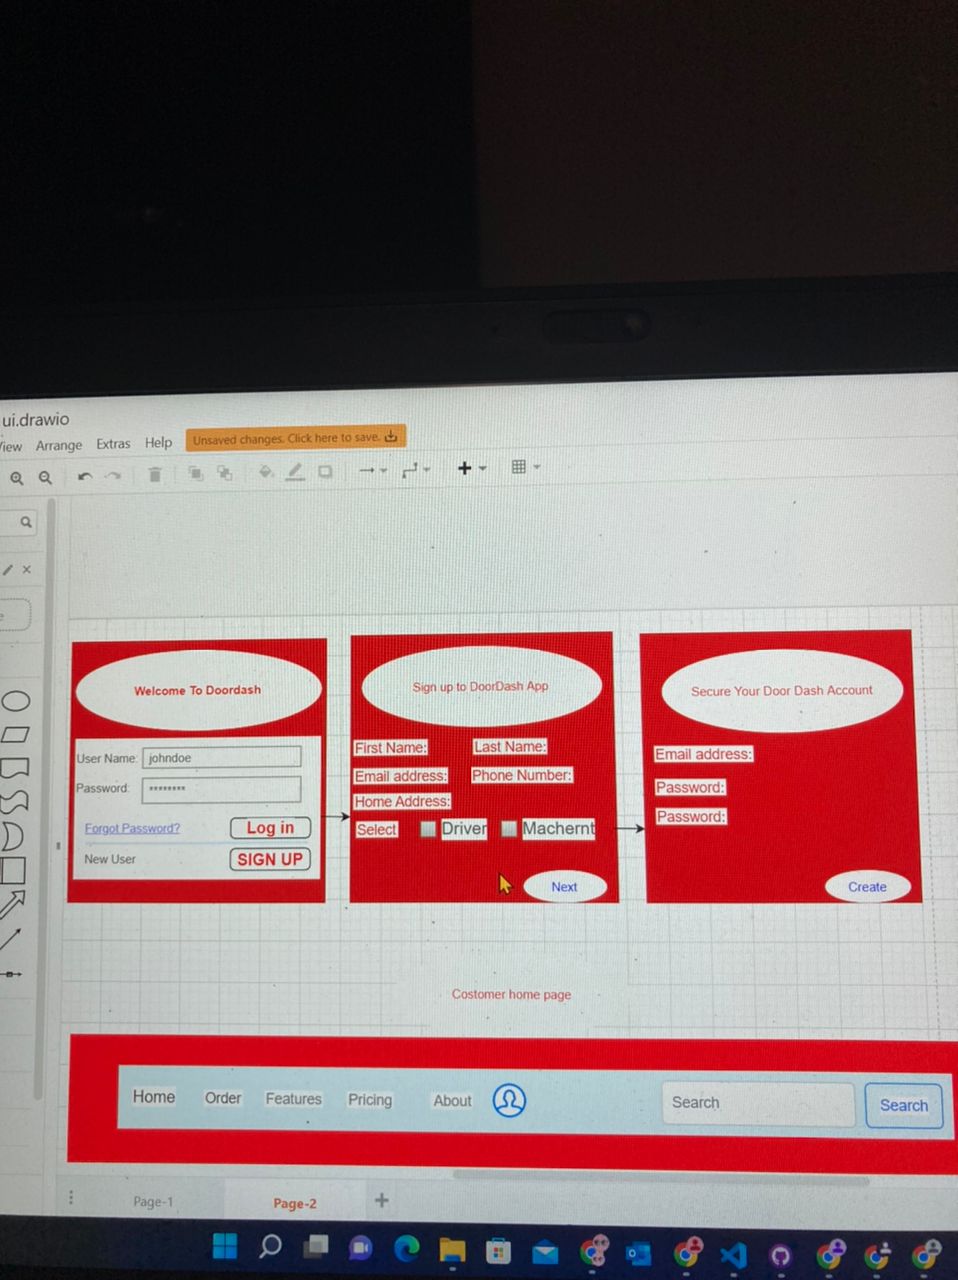 ui.drawio
View Arrange Extras Help Unsaved changes. Click here to save.
Welcome To Doordash
User Name: johndoe
Password: ********
Forgot Password? Log in
New User SIGN UP
Sign up to DoorDash App
First Name: Last Name:
Email address: Phone Number:
Home Address:
Select Driver Machernt
Next
Secure Your Door Dash Account
Email address:
Password:
Password:
Create
Costomer home page
Home Order Features Pricing About Search Search
Page-1 Page-2